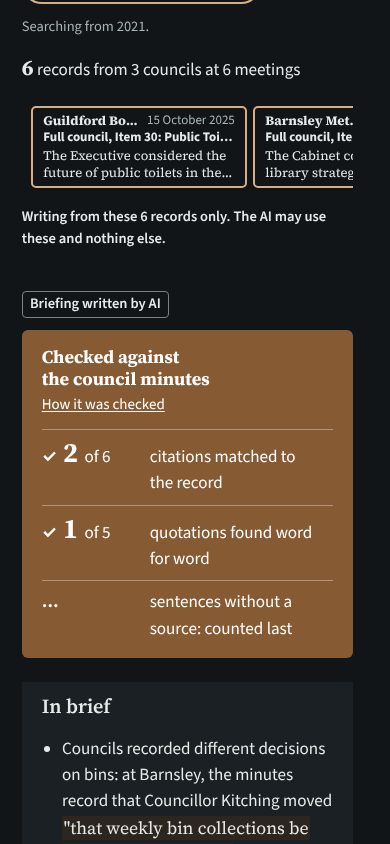 Searching from 2021.
6 records from 3 councils at 6 meetings
Guildford Bo... 15 October 2025
Full council, Item 30: Public Toi...
The Executive considered the
future of public toilets in the...
Barnsley Met.
Full council, Ite
The Cabinet co
library strateg
Writing from these 6 records only. The AI may use
these and nothing else.
Briefing written by AI
Checked against
the council minutes
How it was checked
✓ 2 of 6 citations matched to
the record
✓ 1 of 5 quotations found word
for word
... sentences without a
source: counted last
In brief
• Councils recorded different decisions
on bins: at Barnsley, the minutes
record that Councillor Kitching moved
"that weekly bin collections be